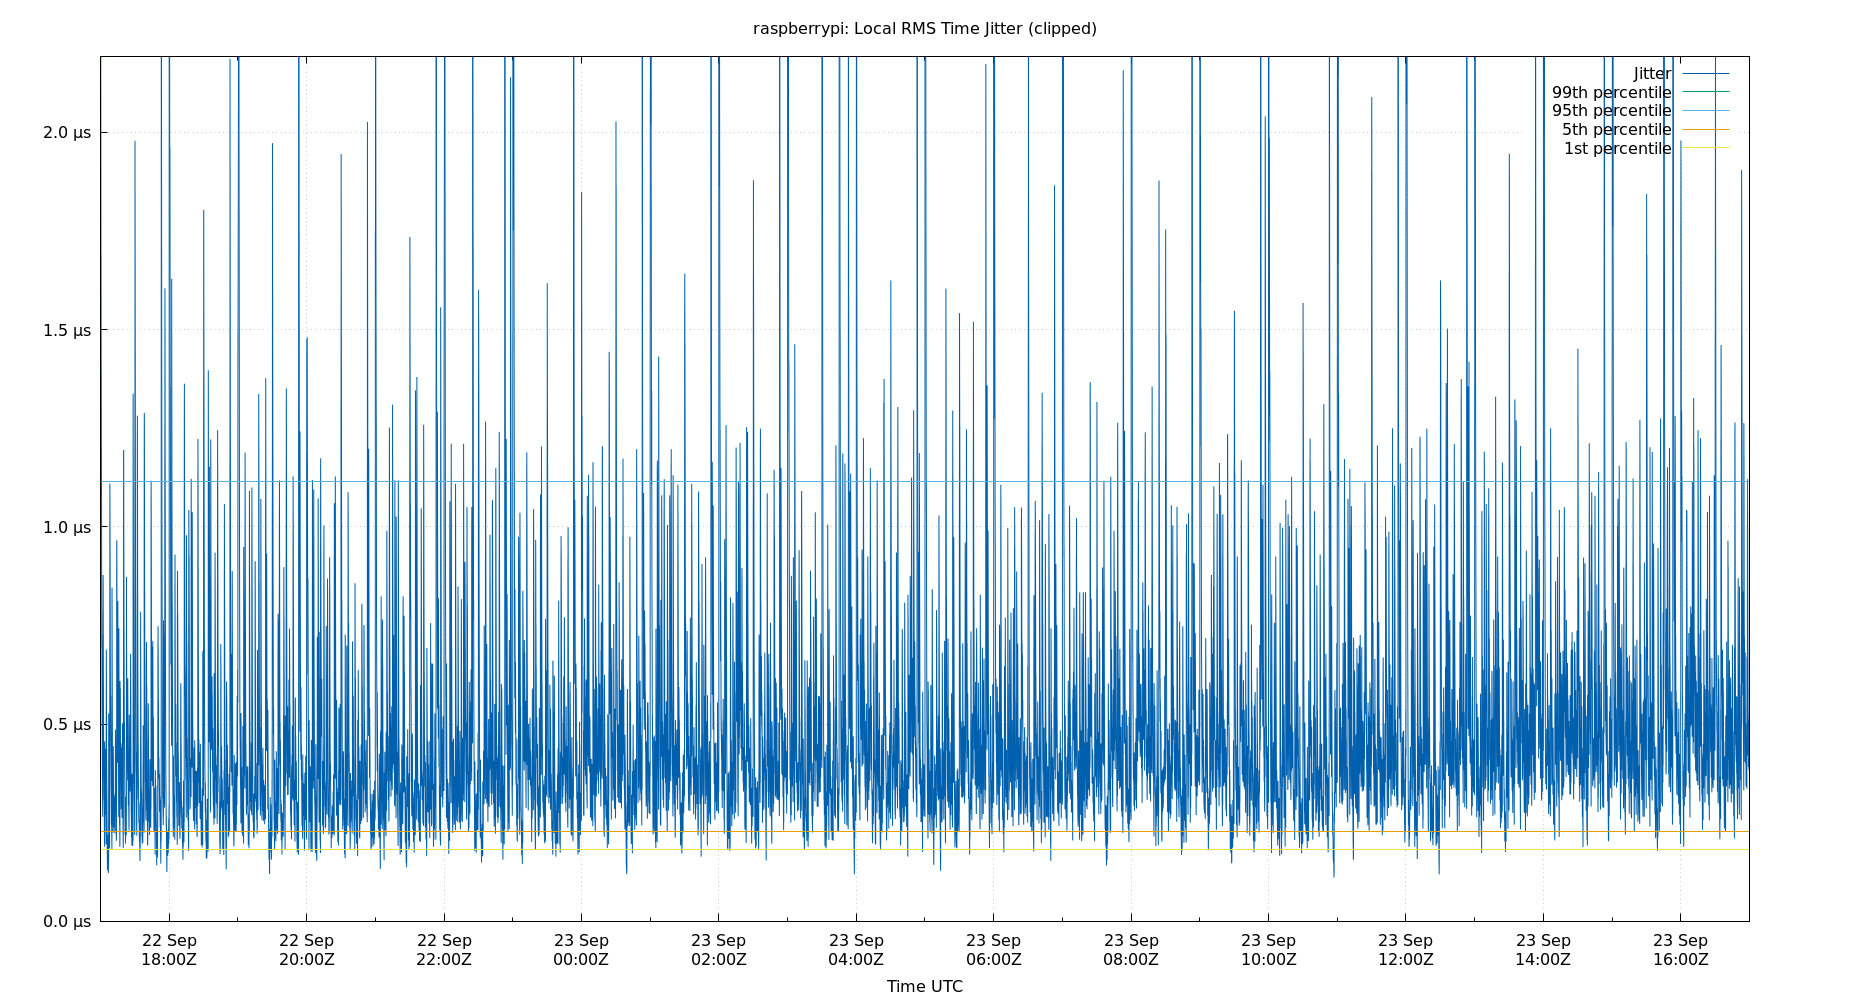 raspberrypi: Local RMS Time Jitter (clipped)
Jitter
99th percentile
95th percentile
5th percentile
1st percentile
2.0 µs
1.5 µs
1.0 µs
0.5 µs
0.0 µs
22 Sep 22 Sep 22 Sep 23 Sep 23 Sep 23 Sep 23 Sep 23 Sep 23 Sep 23 Sep 23 Sep 23 Sep
18:00Z 20:00Z 22:00Z 00:00Z 02:00Z 04:00Z 06:00Z 08:00Z 10:00Z 12:00Z 14:00Z 16:00Z
Time UTC